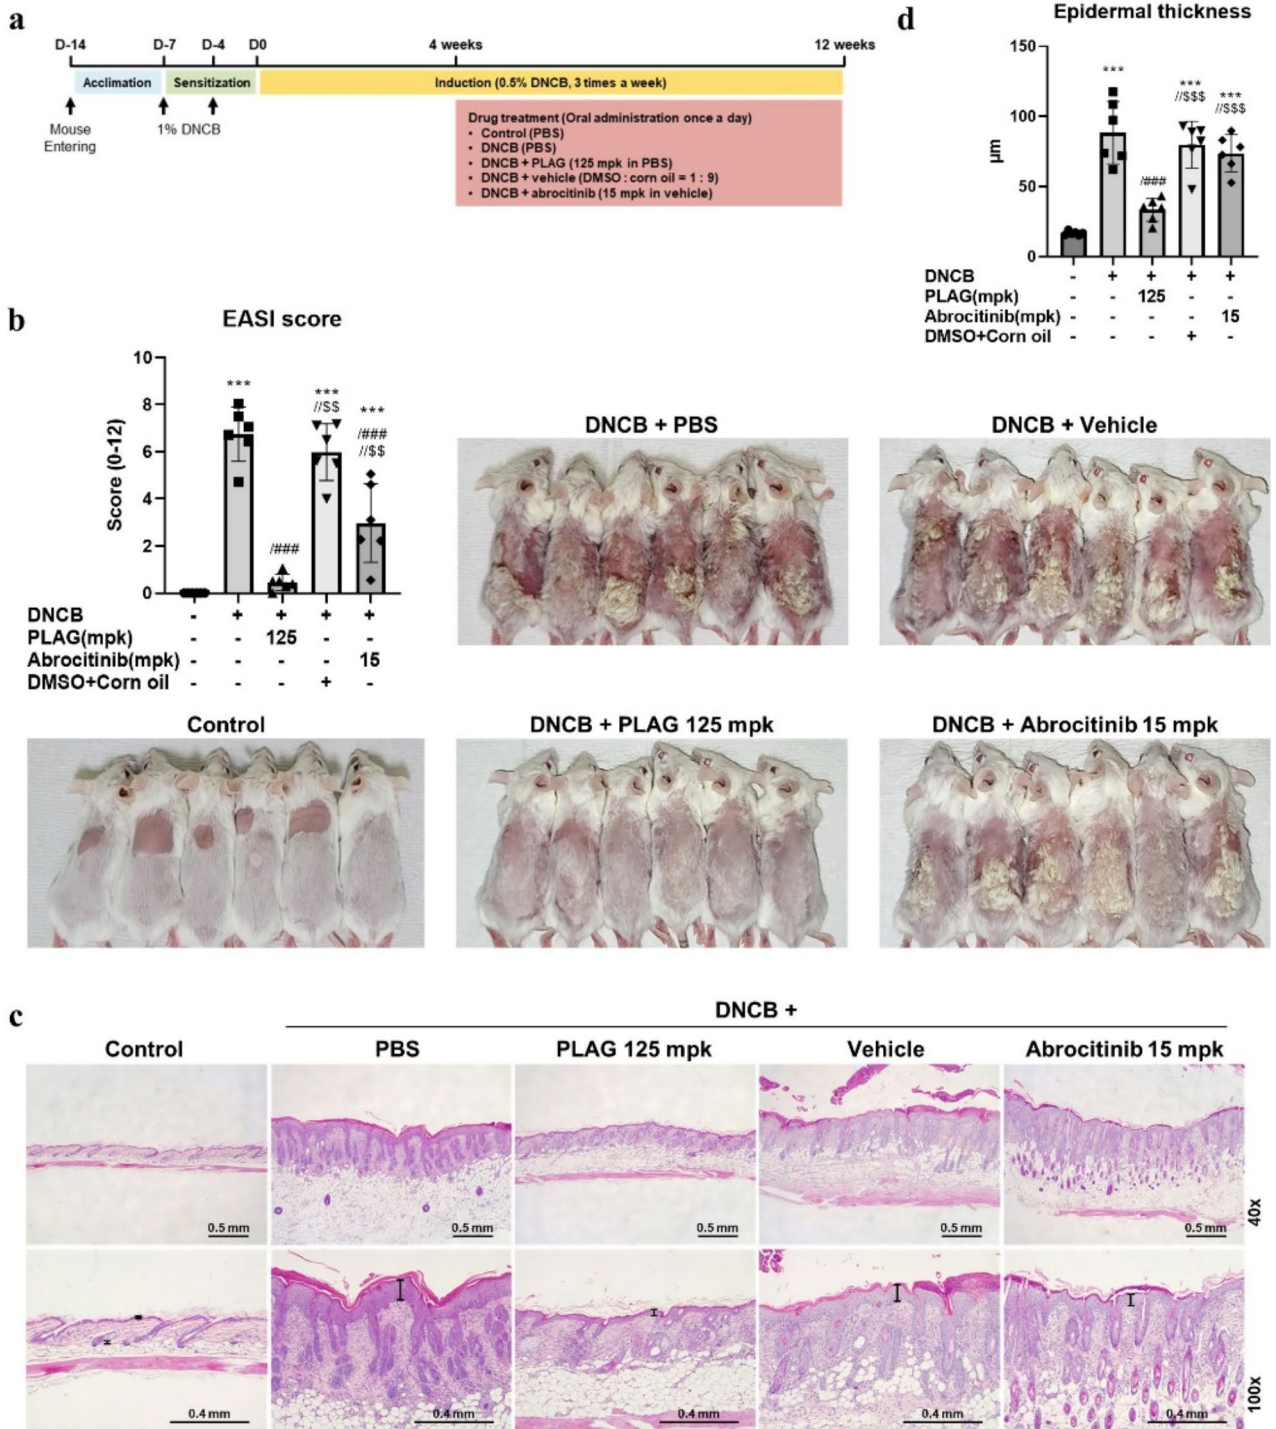 a
D-14 D-7 D-4 D0 4 weeks 12 weeks
Acclimation Sensitization Induction (0.5% DNCB, 3 times a week)
Mouse
Entering
1% DNCB
Drug treatment (Oral administration once a day)
• Control (PBS)
• DNCB (PBS)
• DNCB + PLAG (125 mpk in PBS)
• DNCB + vehicle (DMSO : corn oil = 1 : 9)
• DNCB + abrocitinib (15 mpk in vehicle)
d
Epidermal thickness
150
100
50
0
μm
***
/###
***
//$$$
***
//$$$
DNCB - + + + +
PLAG(mpk) - - 125 - -
Abrocitinib(mpk) - - - - 15
DMSO+Corn oil - - - + -
b
EASI score
10
8
6
4
2
0
Score (0-12)
***
/###
***
//$$
***
/###
//$$
DNCB - + + + +
PLAG(mpk) - - 125 - -
Abrocitinib(mpk) - - - - 15
DMSO+Corn oil - - - + -
DNCB + PBS
DNCB + Vehicle
Control
DNCB + PLAG 125 mpk
DNCB + Abrocitinib 15 mpk
c
DNCB +
Control PBS PLAG 125 mpk Vehicle Abrocitinib 15 mpk
0.5 mm 0.5 mm 0.5 mm 0.5 mm 0.5 mm
40x
0.4 mm 0.4 mm 0.4 mm 0.4 mm 0.4 mm
100x